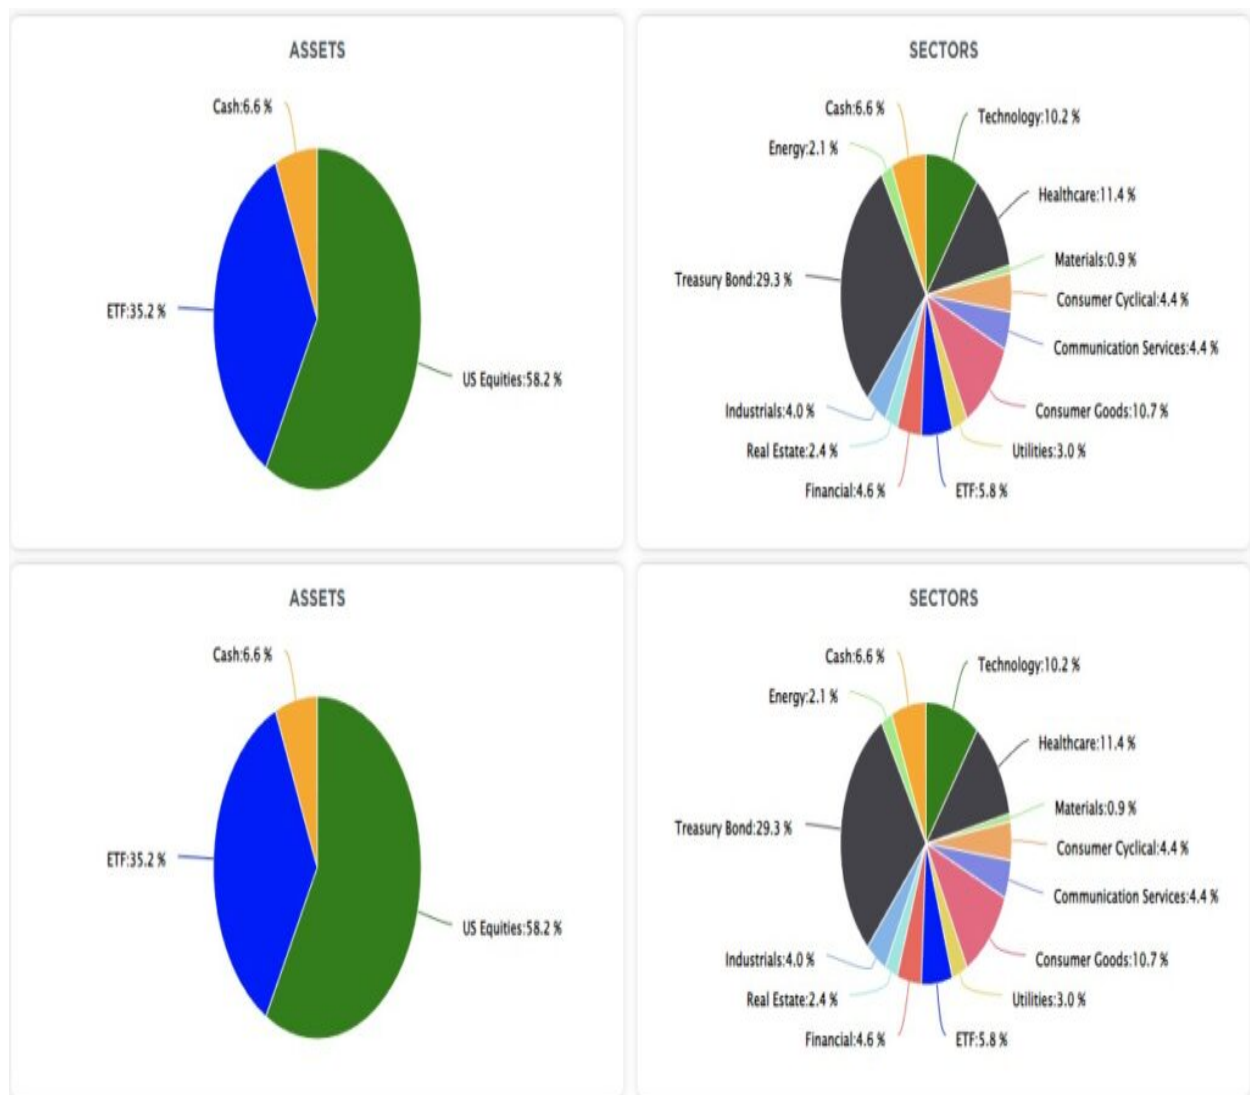 ASSETS
Cash:6.6 %
ETF:35.2 %
US Equities:58.2 %
SECTORS
Cash:6.6 %
Technology:10.2 %
Energy:2.1 %
Healthcare:11.4 %
Materials:0.9 %
Treasury Bond:29.3 %
Consumer Cyclical:4.4 %
Communication Services:4.4 %
Industrials:4.0 %
Consumer Goods:10.7 %
Real Estate:2.4 %
Utilities:3.0 %
Financial:4.6 %
ETF:5.8 %
ASSETS
Cash:6.6 %
ETF:35.2 %
US Equities:58.2 %
SECTORS
Cash:6.6 %
Technology:10.2 %
Energy:2.1 %
Healthcare:11.4 %
Materials:0.9 %
Treasury Bond:29.3 %
Consumer Cyclical:4.4 %
Communication Services:4.4 %
Industrials:4.0 %
Consumer Goods:10.7 %
Real Estate:2.4 %
Utilities:3.0 %
Financial:4.6 %
ETF:5.8 %